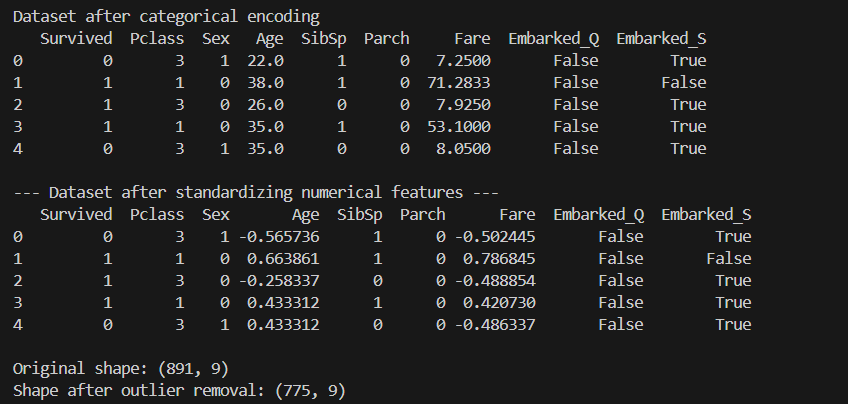 Dataset after categorical encoding
   Survived  Pclass  Sex   Age  SibSp  Parch     Fare  Embarked_Q  Embarked_S
0         0       3    1  22.0      1      0   7.2500       False        True
1         1       1    0  38.0      1      0  71.2833       False       False
2         1       3    0  26.0      0      0   7.9250       False        True
3         1       1    0  35.0      1      0  53.1000       False        True
4         0       3    1  35.0      0      0   8.0500       False        True

--- Dataset after standardizing numerical features ---
   Survived  Pclass  Sex       Age  SibSp  Parch      Fare  Embarked_Q  Embarked_S
0         0       3    1 -0.565736      1      0 -0.502445       False        True
1         1       1    0  0.663861      1      0  0.786845       False       False
2         1       3    0 -0.258337      0      0 -0.488854       False        True
3         1       1    0  0.433312      1      0  0.420730       False        True
4         0       3    1  0.433312      0      0 -0.486337       False        True

Original shape: (891, 9)
Shape after outlier removal: (775, 9)